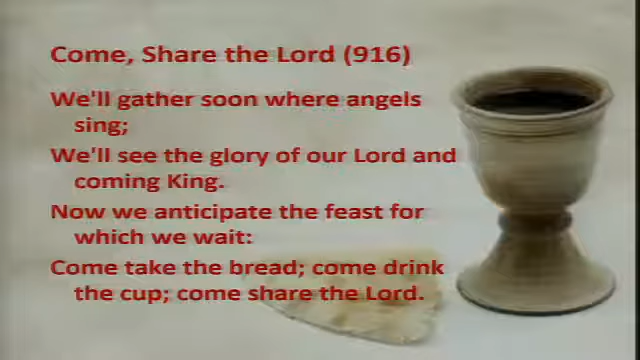 Come, Share the Lord (916)
We'll gather soon where angels
sing;
We'll see the glory of our Lord and
coming King.
Now we anticipate the feast for
which we wait:
Come take the bread; come drink
the cup; come share the Lord.